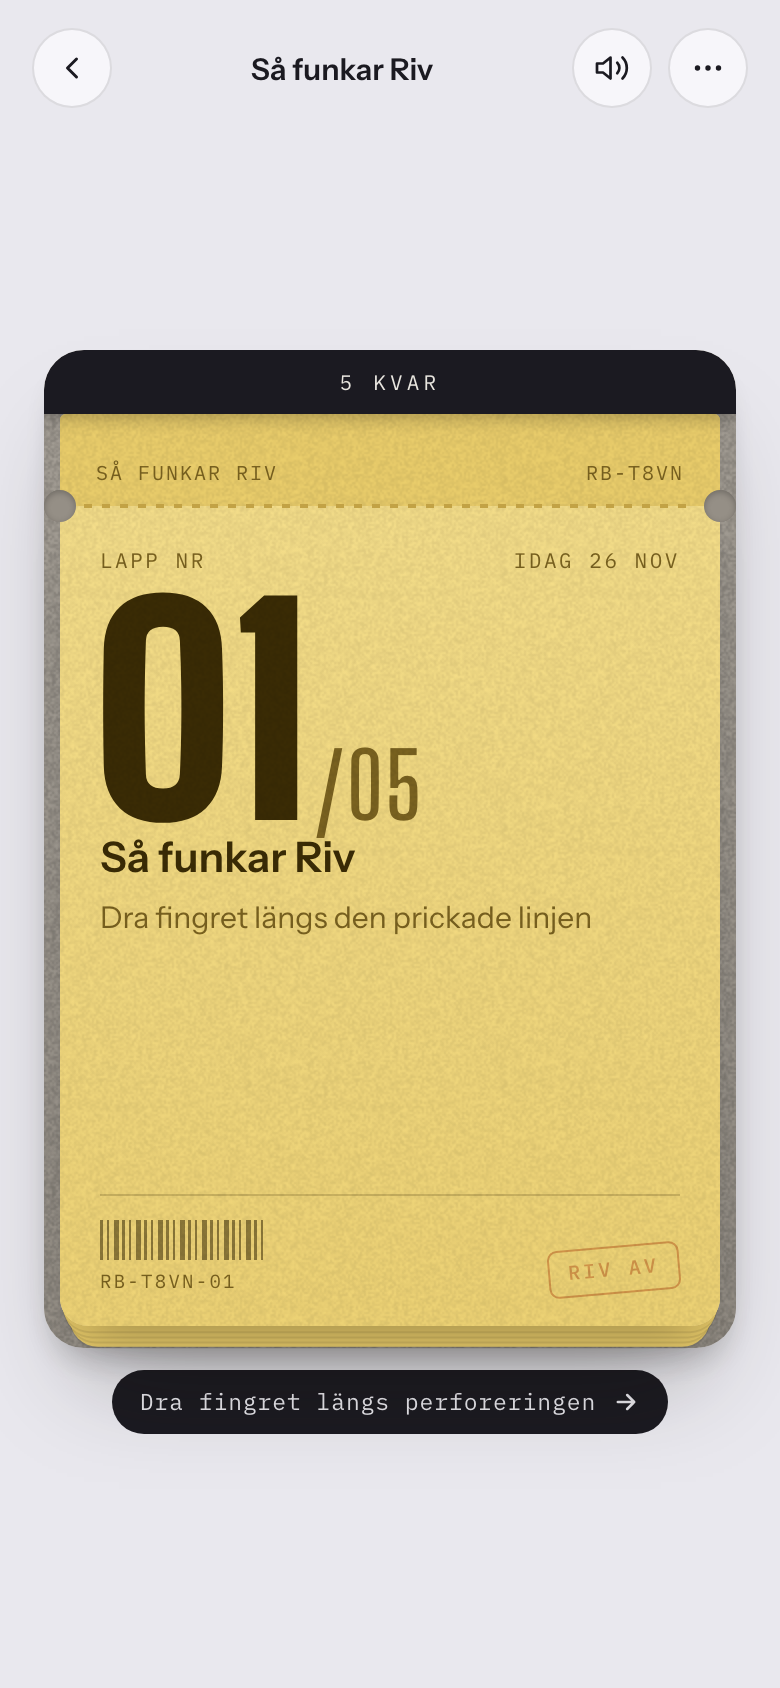 Så funkar Riv
5 KVAR
SÅ FUNKAR RIV RB-T8VN
LAPP NR IDAG 26 NOV
01/05
Så funkar Riv
Dra fingret längs den prickade linjen
RB-T8VN-01
RIV AV
Dra fingret längs perforeringen →